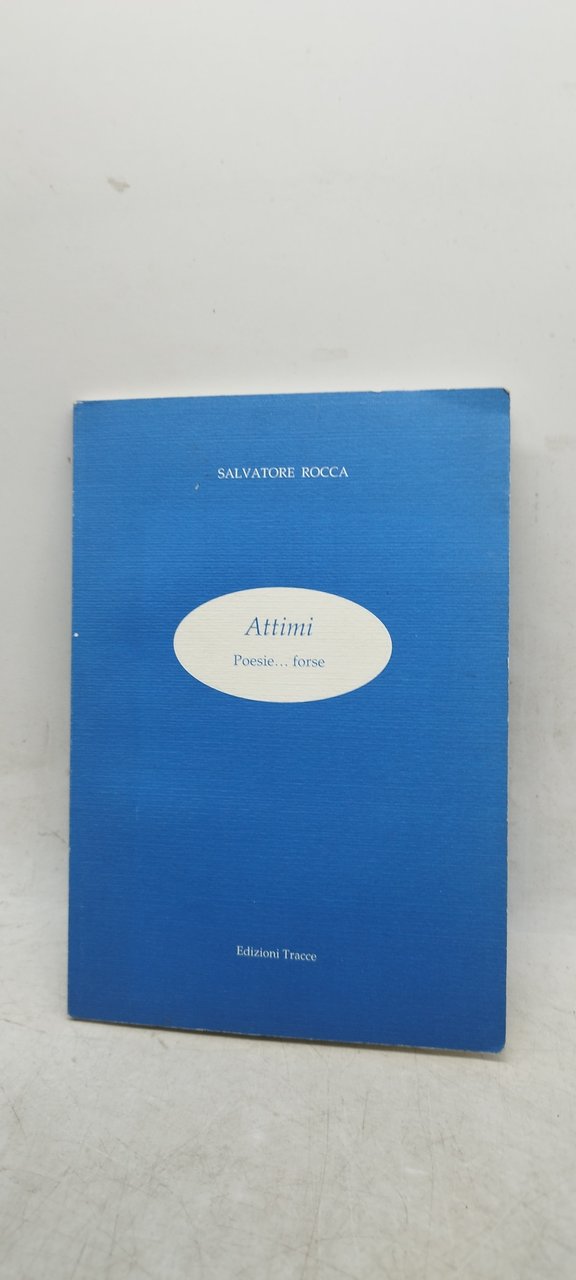 SALVATORE ROCCA
Attimi
Poesie... forse
Edizioni Tracce